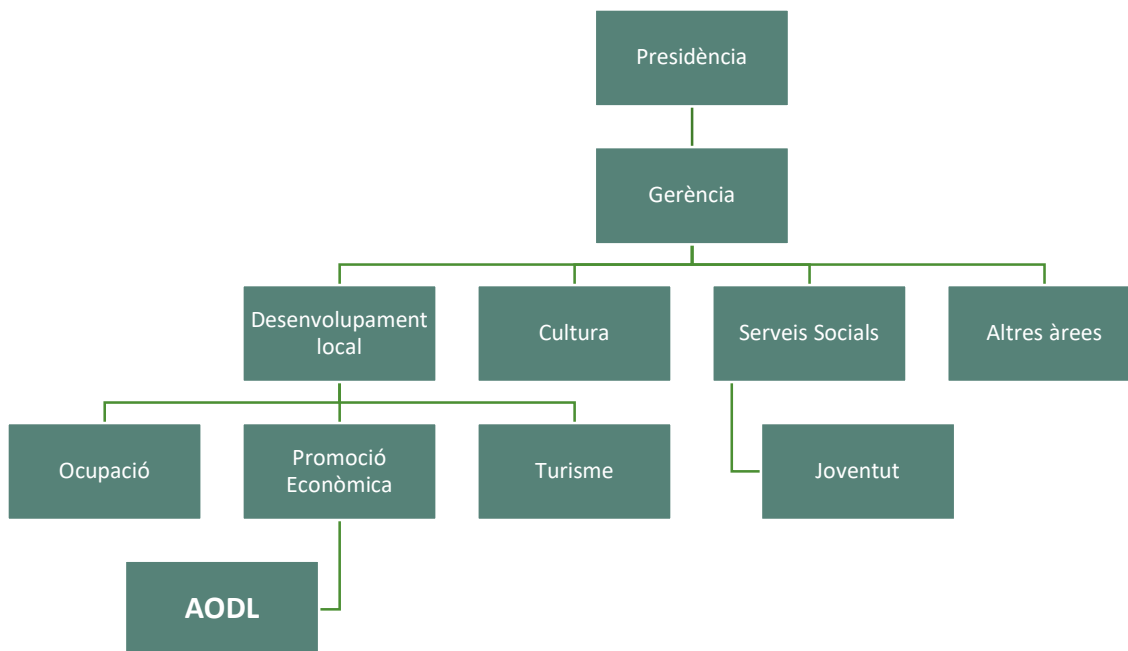 Presidència
Gerència
Desenvolupament
local
Cultura
Serveis Socials
Altres àrees
Ocupació
Promoció
Econòmica
Turisme
Joventut
AODL